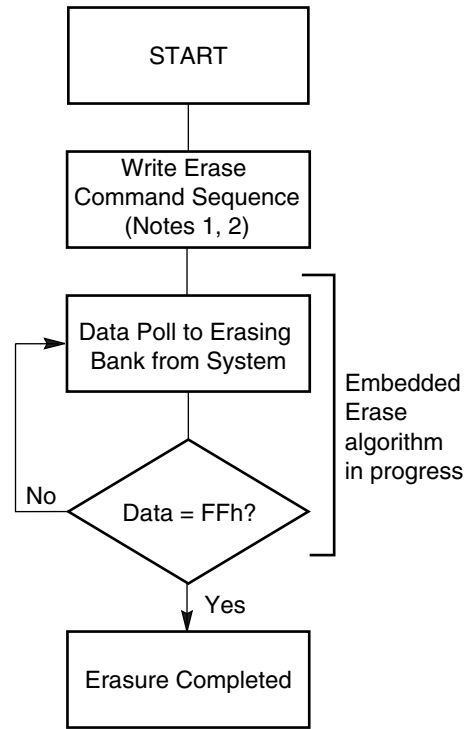 START
Write Erase
Command Sequence
(Notes 1, 2)
Data Poll to Erasing
Bank from System
Embedded
Erase
algorithm
in progress
No
Data = FFh?
Yes
Erasure Completed